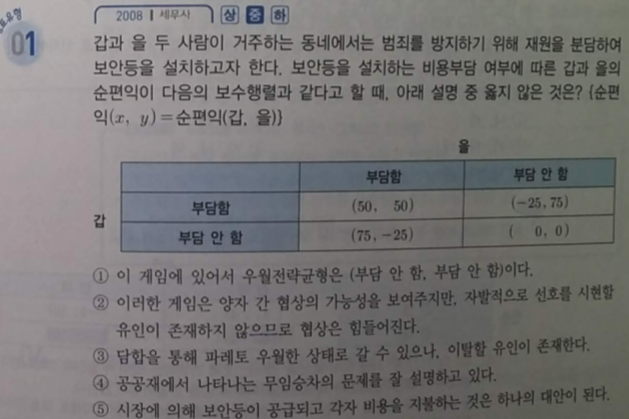 01
2008 | 세무사 상 중 하
갑과 을 두 사람이 거주하는 동네에서는 범죄를 방지하기 위해 재원을 분담하여
보안등을 설치하고자 한다. 보안등을 설치하는 비용부담 여부에 따른 갑과 을의
순편익이 다음의 보수행렬과 같다고 할 때, 아래 설명 중 옳지 않은 것은? {순편
익(x, y)=순편익(갑, 을)}
을
부담함 부담 안 함
갑 부담함 (50, 50) (-25, 75)
부담 안 함 (75, -25) ( 0, 0)
① 이 게임에 있어서 우월전략균형은 (부담 안 함, 부담 안 함)이다.
② 이러한 게임은 양자 간 협상의 가능성을 보여주지만, 자발적으로 선호를 시현할
유인이 존재하지 않으므로 협상은 힘들어진다.
③ 담합을 통해 파레토 우월한 상태로 갈 수 있으나, 이탈할 유인이 존재한다.
④ 공공재에서 나타나는 무임승차의 문제를 잘 설명하고 있다.
⑤ 시장에 의해 보안등이 공급되고 각자 비용을 지불하는 것은 하나의 대안이 된다.